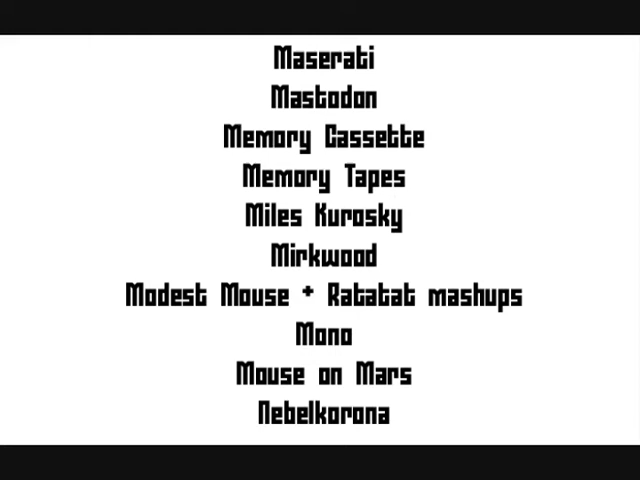 Maserati
Mastodon
Memory Cassette
Memory Tapes
Miles Kurosky
Mirkwood
Modest Mouse + Ratatat mashups
Mono
Mouse on Mars
Nebelkorona